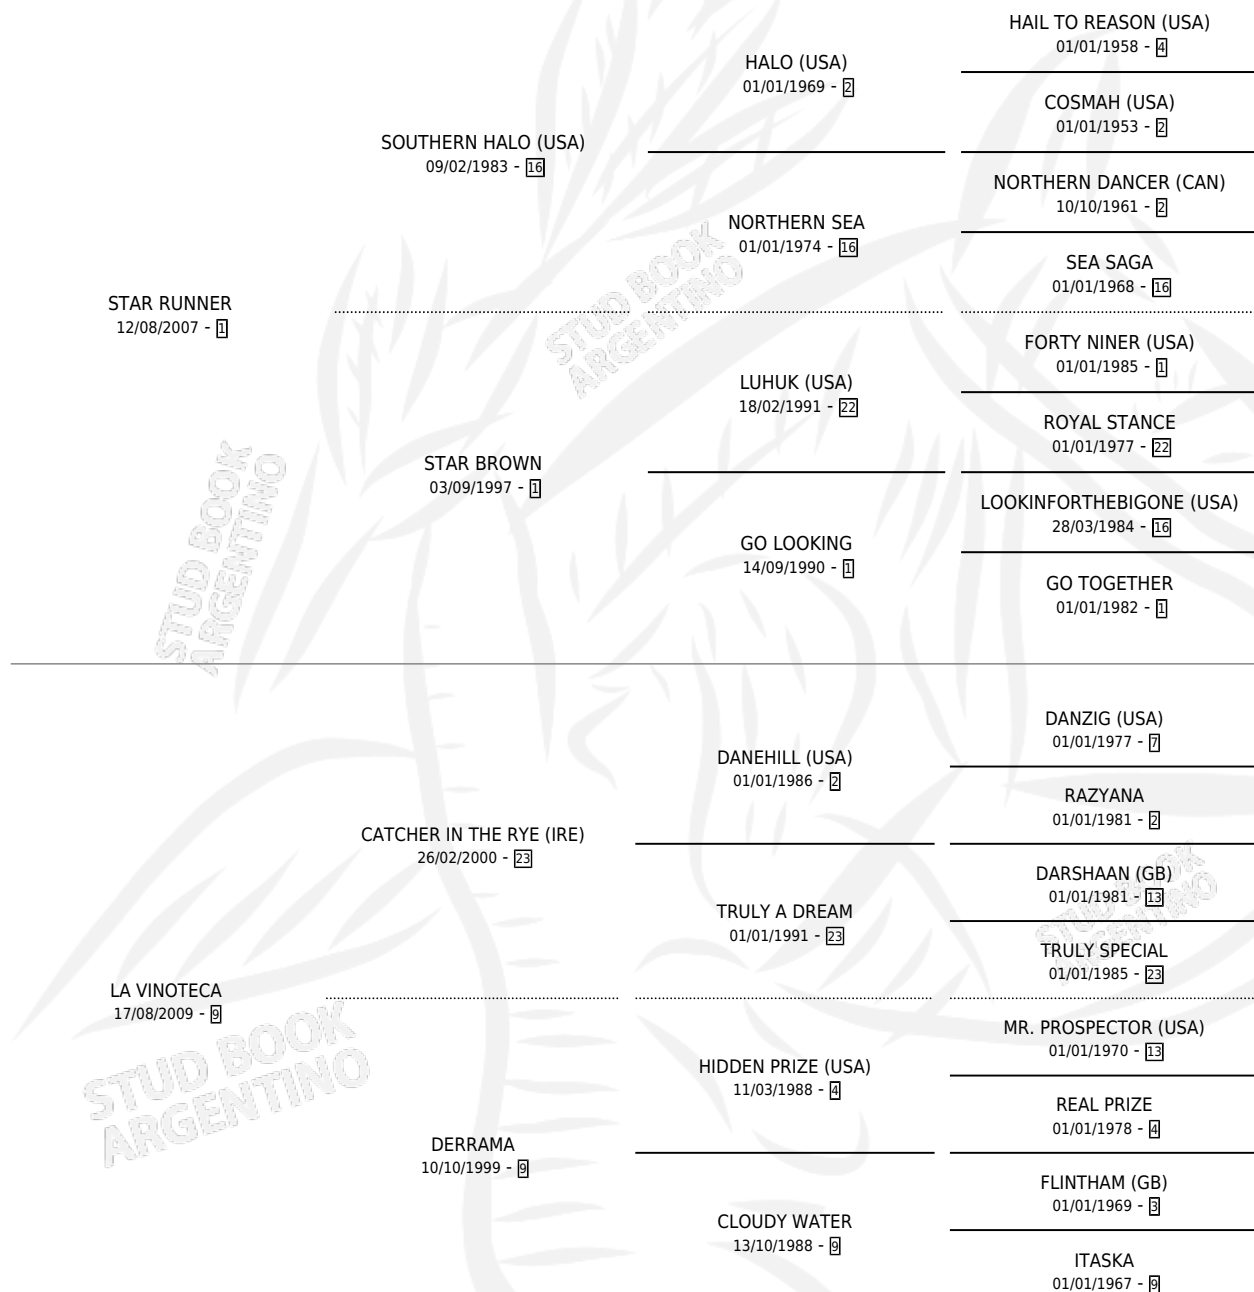 HAIL TO REASON (USA)
01/01/1958 - 4
HALO (USA)
01/01/1969 - 2
COSMAH (USA)
01/01/1953 - 2
SOUTHERN HALO (USA)
09/02/1983 - 16
NORTHERN DANCER (CAN)
10/10/1961 - 2
NORTHERN SEA
01/01/1974 - 16
SEA SAGA
01/01/1968 - 16
STUD BOOK
ARGENTINO
STAR RUNNER
12/08/2007 - 1
FORTY NINER (USA)
01/01/1985 - 1
LUHUK (USA)
18/02/1991 - 22
ROYAL STANCE
01/01/1977 - 22
STAR BROWN
03/09/1997 - 1
LOOKINFORTHEBIGONE (USA)
28/03/1984 - 16
GO LOOKING
14/09/1990 - 1
GO TOGETHER
01/01/1982 - 1
STUD BOOK
ARGENTINO
DANZIG (USA)
01/01/1977 - 7
DANEHILL (USA)
01/01/1986 - 2
RAZYANA
01/01/1981 - 2
CATCHER IN THE RYE (IRE)
26/02/2000 - 23
DARSHAAN (GB)
01/01/1981 - 13
TRULY A DREAM
01/01/1991 - 23
TRULY SPECIAL
01/01/1985 - 23
STUD BOOK
ARGENTINO
LA VINOTECA
17/08/2009 - 9
MR. PROSPECTOR (USA)
01/01/1970 - 13
HIDDEN PRIZE (USA)
11/03/1988 - 4
REAL PRIZE
01/01/1978 - 4
STUD BOOK
ARGENTINO
DERRAMA
10/10/1999 - 9
FLINTHAM (GB)
01/01/1969 - 3
CLOUDY WATER
13/10/1988 - 9
ITASKA
01/01/1967 - 9